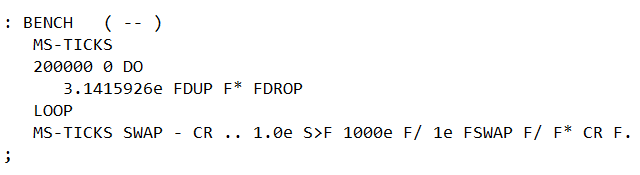 : BENCH ( -- )
MS-TICKS
200000 0 DO
3.1415926e FDUP F* FDROP
LOOP
MS-TICKS SWAP - CR .. 1.0e S>F 1000e F/ 1e FSWAP F/ F* CR F.
;